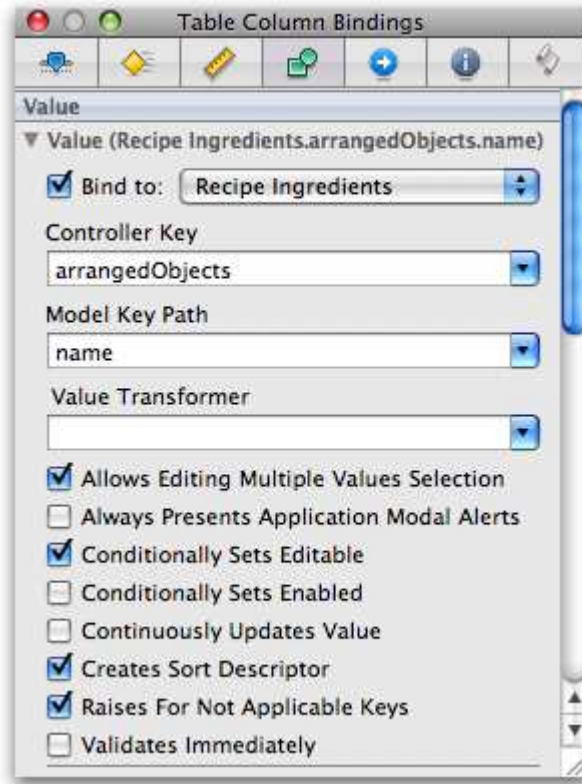 Table Column Bindings
Value
Value (Recipe Ingredients.arrangedObjects.name)
Bind to: Recipe Ingredients
Controller Key
arrangedObjects
Model Key Path
name
Value Transformer
Allows Editing Multiple Values Selection
Always Presents Application Modal Alerts
Conditionally Sets Editable
Conditionally Sets Enabled
Continuously Updates Value
Creates Sort Descriptor
Raises For Not Applicable Keys
Validates Immediately